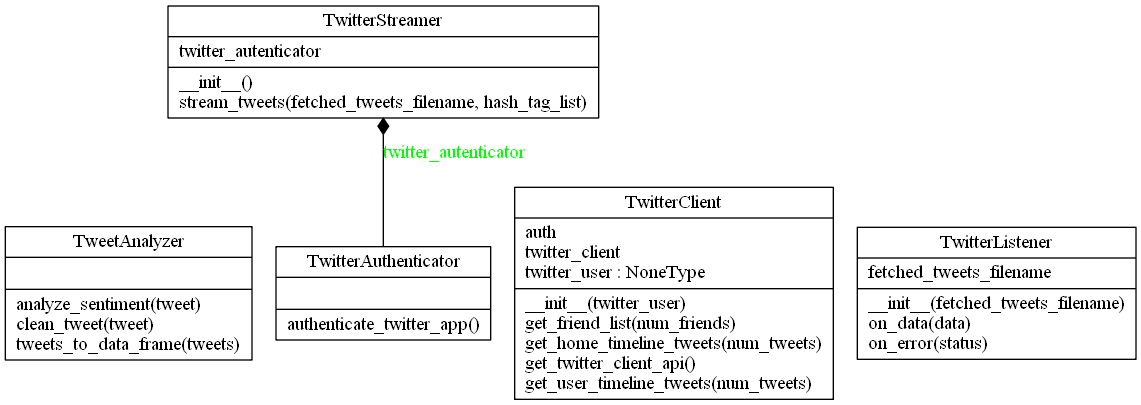 TwitterStreamer
twitter_autenticator
__init__()
stream_tweets(fetched_tweets_filename, hash_tag_list)
twitter_autenticator
TweetAnalyzer
analyze_sentiment(tweet)
clean_tweet(tweet)
tweets_to_data_frame(tweets)
TwitterAuthenticator
authenticate_twitter_app()
TwitterClient
auth
twitter_client
twitter_user : NoneType
__init__(twitter_user)
get_friend_list(num_friends)
get_home_timeline_tweets(num_tweets)
get_twitter_client_api()
get_user_timeline_tweets(num_tweets)
TwitterListener
fetched_tweets_filename
__init__(fetched_tweets_filename)
on_data(data)
on_error(status)